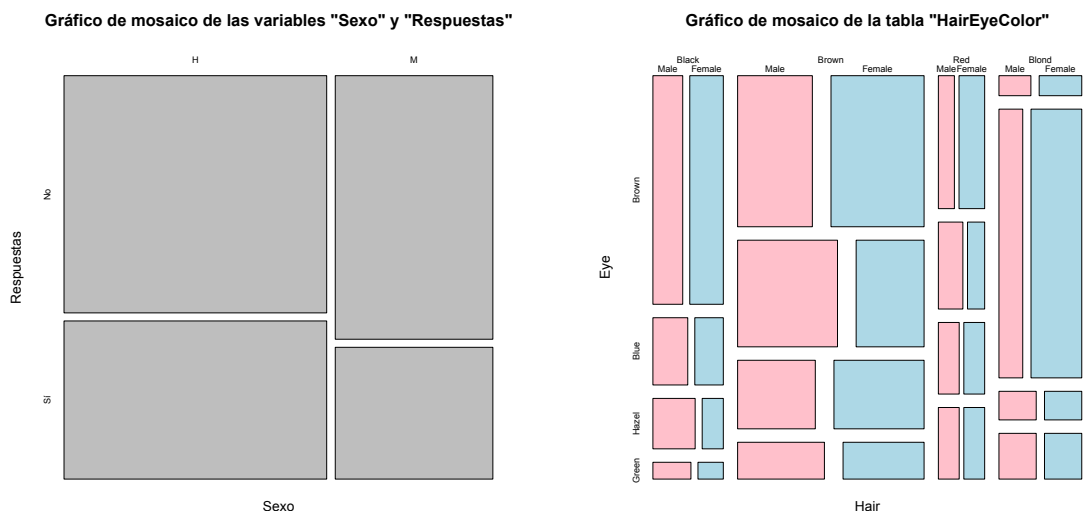 Gráfico de mosaico de las variables "Sexo" y "Respuestas"
H M
No
Sí
Respuestas
Sexo
Gráfico de mosaico de la tabla "HairEyeColor"
Black Brown Red Blond
Male Female Male Female Male Female Male Female
Brown
Blue
Hazel
Green
Eye
Hair